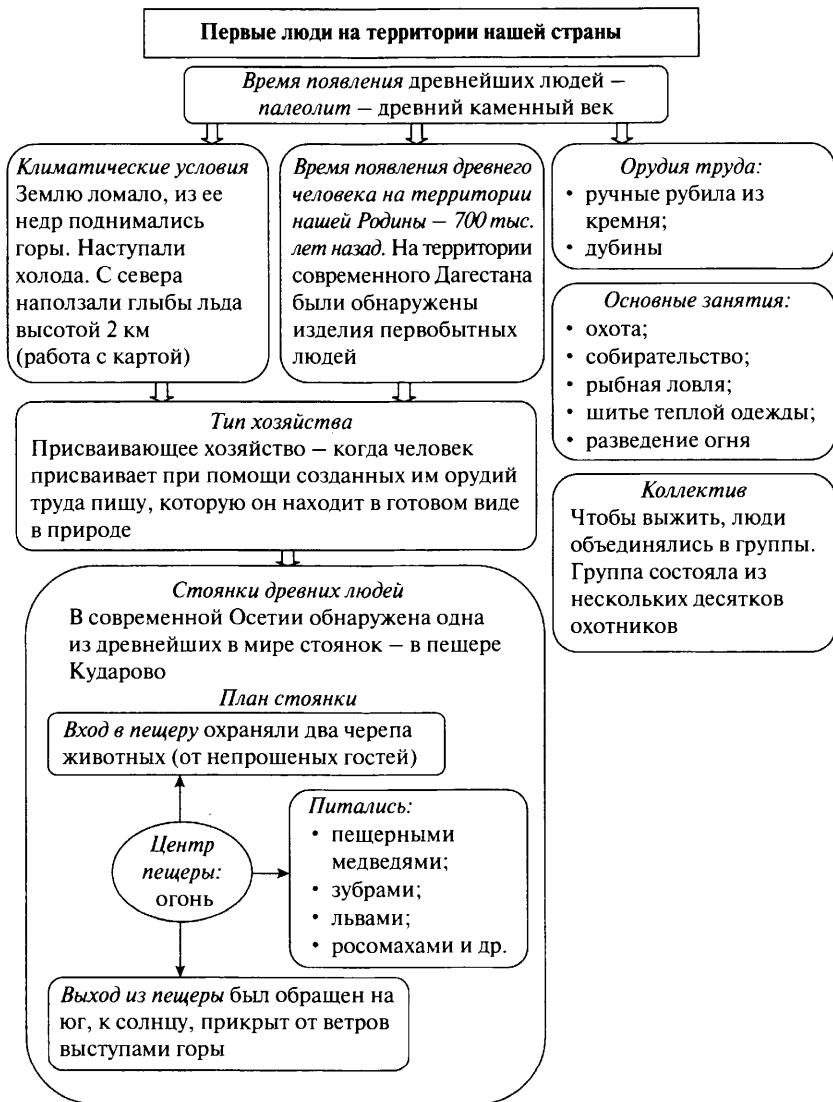 Первые люди на территории нашей страны
Время появления древнейших людей –
палеолит – древний каменный век
Климатические условия
Землю ломало, из ее
недр поднимались
горы. Наступали
холода. С севера
наползали глыбы льда
высотой 2 км
(работа с картой)
Время появления древнего
человека на территории
нашей Родины – 700 тыс.
лет назад. На территории
современного Дагестана
были обнаружены
изделия первобытных
людей
Орудия труда:
• ручные рубила из
кремня;
• дубины
Основные занятия:
• охота;
• собирательство;
• рыбная ловля;
• шитье теплой одежды;
• разведение огня
Тип хозяйства
Присваивающее хозяйство – когда человек
присваивает при помощи созданных им орудий
труда пищу, которую он находит в готовом виде
в природе
Коллектив
Чтобы выжить, люди
объединялись в группы.
Группа состояла из
нескольких десятков
охотников
Стоянки древних людей
В современной Осетии обнаружена одна
из древнейших в мире стоянок – в пещере
Кударово
План стоянки
Вход в пещеру охраняли два черепа
животных (от непрошеных гостей)
Центр
пещеры:
огонь
Питались:
• пещерными
медведями;
• зубрами;
• львами;
• росомахами и др.
Выход из пещеры был обращен на
юг, к солнцу, прикрыт от ветров
выступами горы